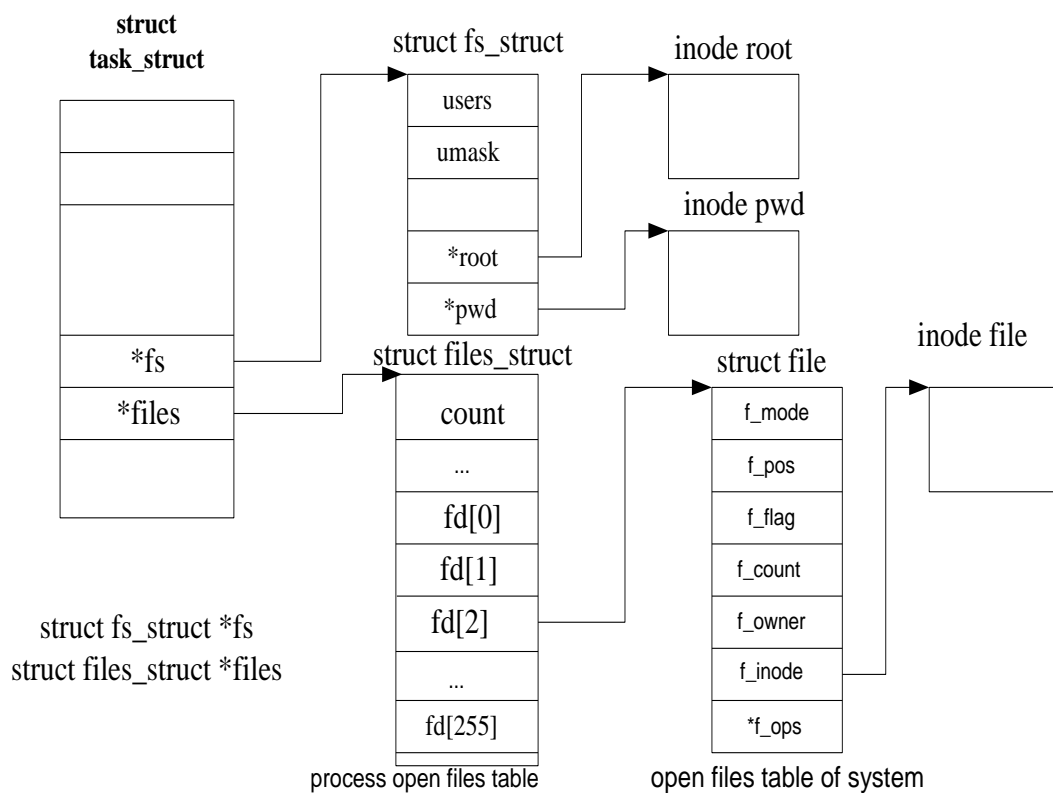 struct
task_struct
*fs
*files
struct fs_struct *fs
struct files_struct *files
struct fs_struct
users
umask
*root
*pwd
inode root
inode pwd
struct files_struct
count
...
fd[0]
fd[1]
fd[2]
...
fd[255]
process open files table
struct file
f_mode
f_pos
f_flag
f_count
f_owner
f_inode
*f_ops
open files table of system
inode file